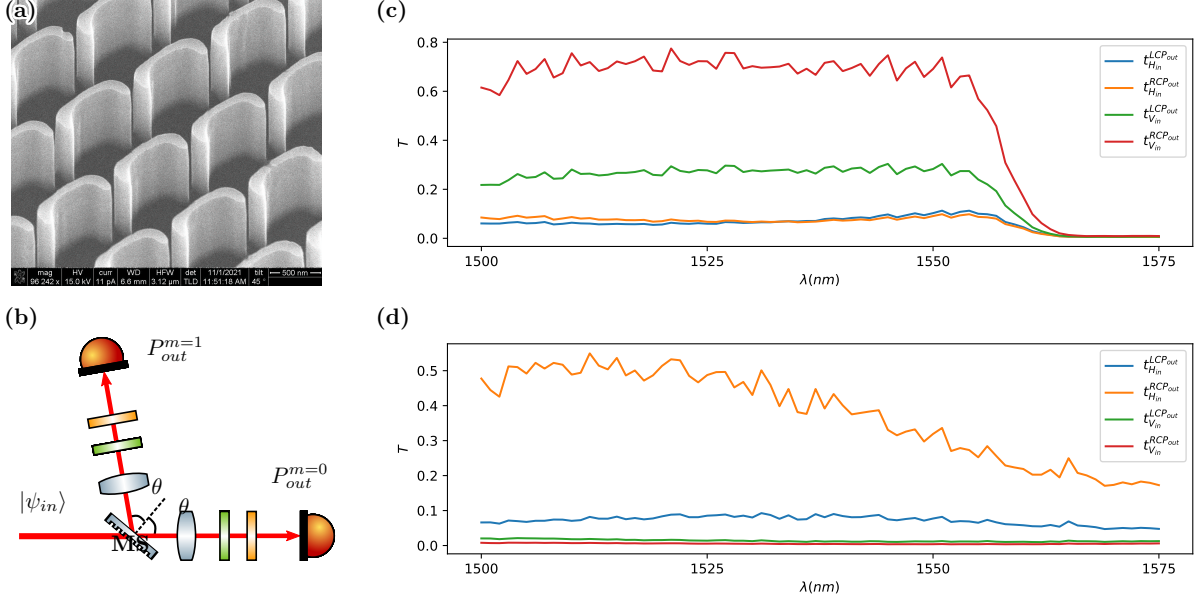 (a)
mag HV curr WD HFW det 11/1/2021 tilt 500 nm
96 242 x 15.0 kV 11 pA 6.6 mm 3.12 µm TLD 11:51:18 AM 45 °
(b)
P_{out}^{m=1}
|ψ_{in}⟩
θ
θ
P_{out}^{m=0}
MS
(c)
0.8
0.6
0.4
0.2
0.0
T
1500 1525 1550 1575
λ(nm)
t_{H_{in}}^{LCP_{out}}
t_{H_{in}}^{RCP_{out}}
t_{V_{in}}^{LCP_{out}}
t_{V_{in}}^{RCP_{out}}
(d)
0.5
0.4
0.3
0.2
0.1
0.0
T
1500 1525 1550 1575
λ(nm)
t_{H_{in}}^{LCP_{out}}
t_{H_{in}}^{RCP_{out}}
t_{V_{in}}^{LCP_{out}}
t_{V_{in}}^{RCP_{out}}